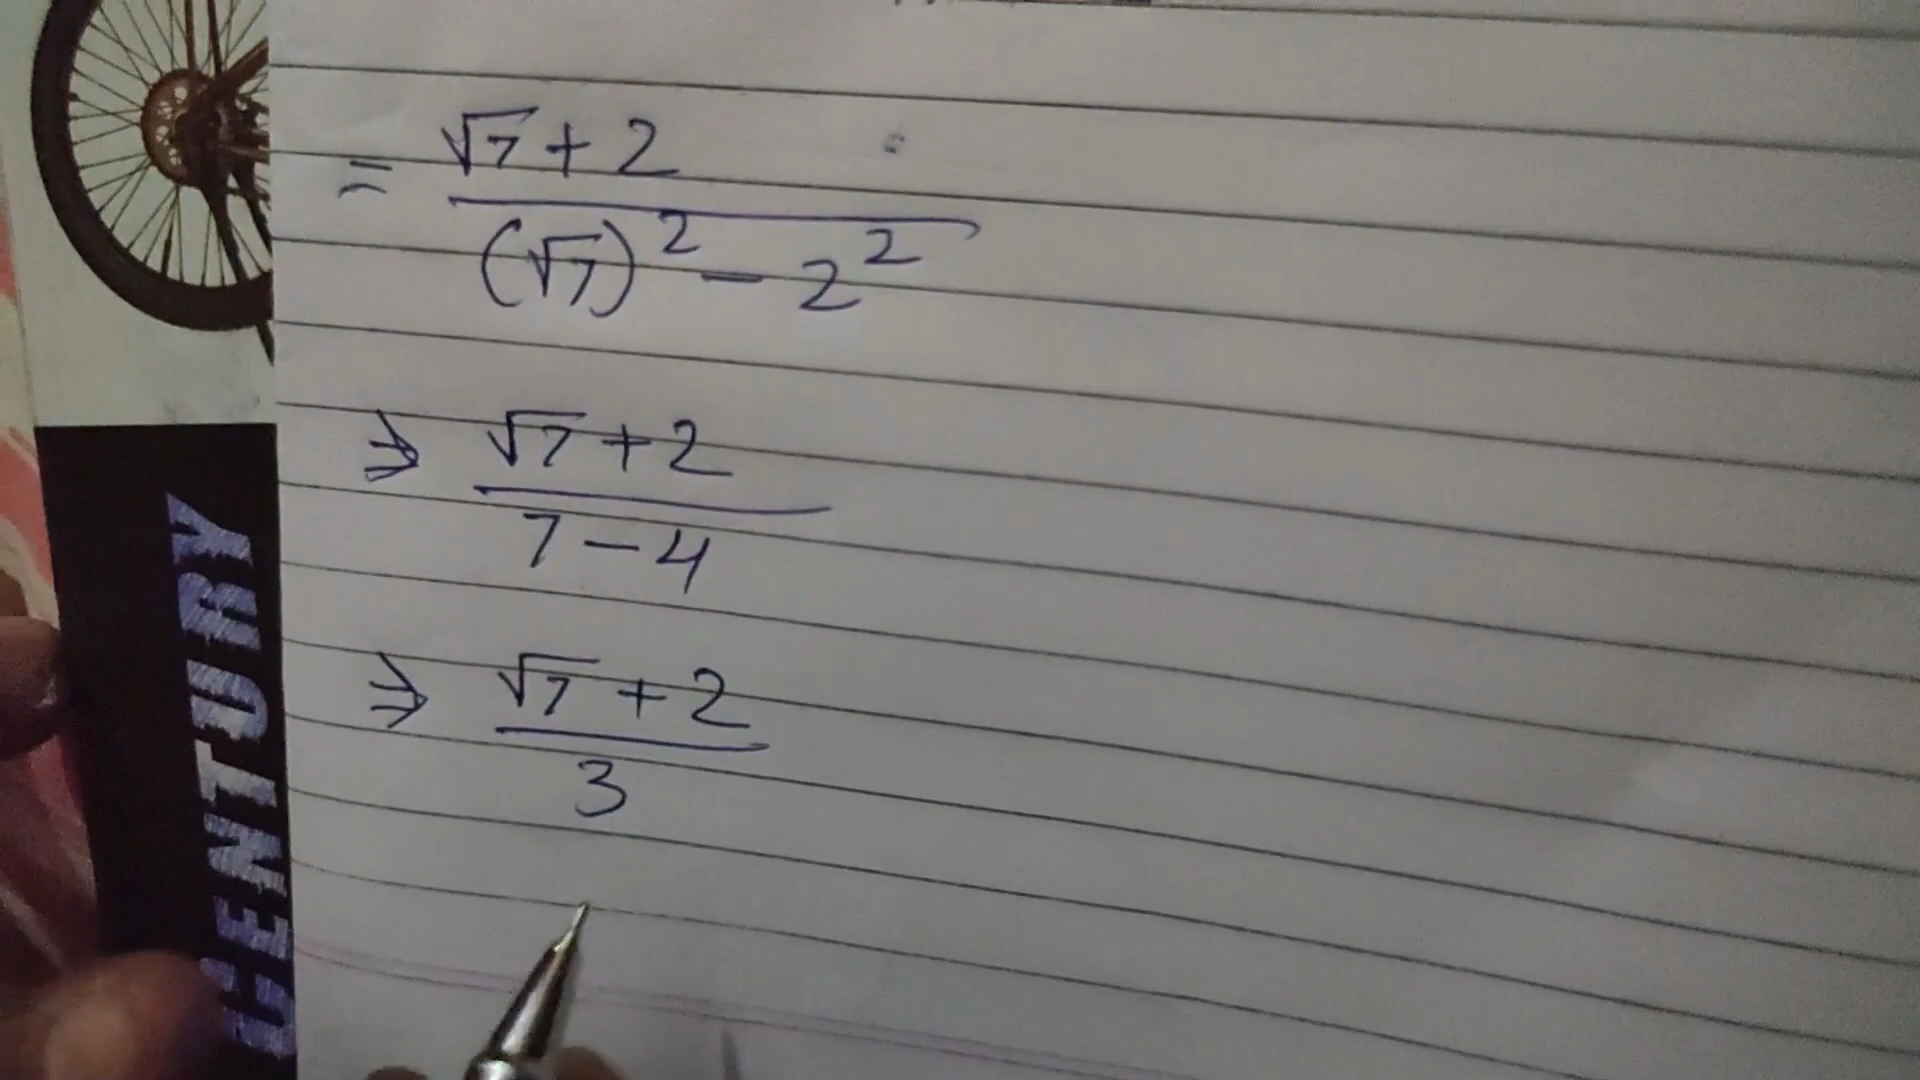 = √7 + 2
(√7)² - 2²
⇒ √7 + 2
7 - 4
⇒ √7 + 2
3
CENTURY